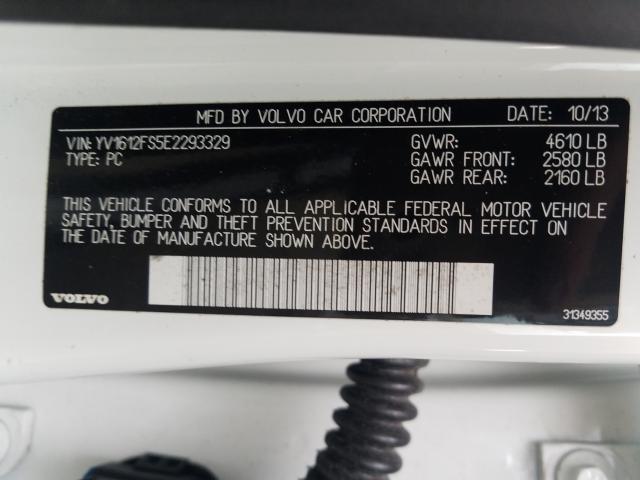 MFD BY VOLVO CAR CORPORATION DATE: 10/13
VIN: YV1612FS5E2293329 GVWR: 4610 LB
TYPE: PC GAWR FRONT: 2580 LB
GAWR REAR: 2160 LB
THIS VEHICLE CONFORMS TO ALL APPLICABLE FEDERAL MOTOR VEHICLE
SAFETY, BUMPER AND THEFT PREVENTION STANDARDS IN EFFECT ON
THE DATE OF MANUFACTURE SHOWN ABOVE.
VOLVO 31349355